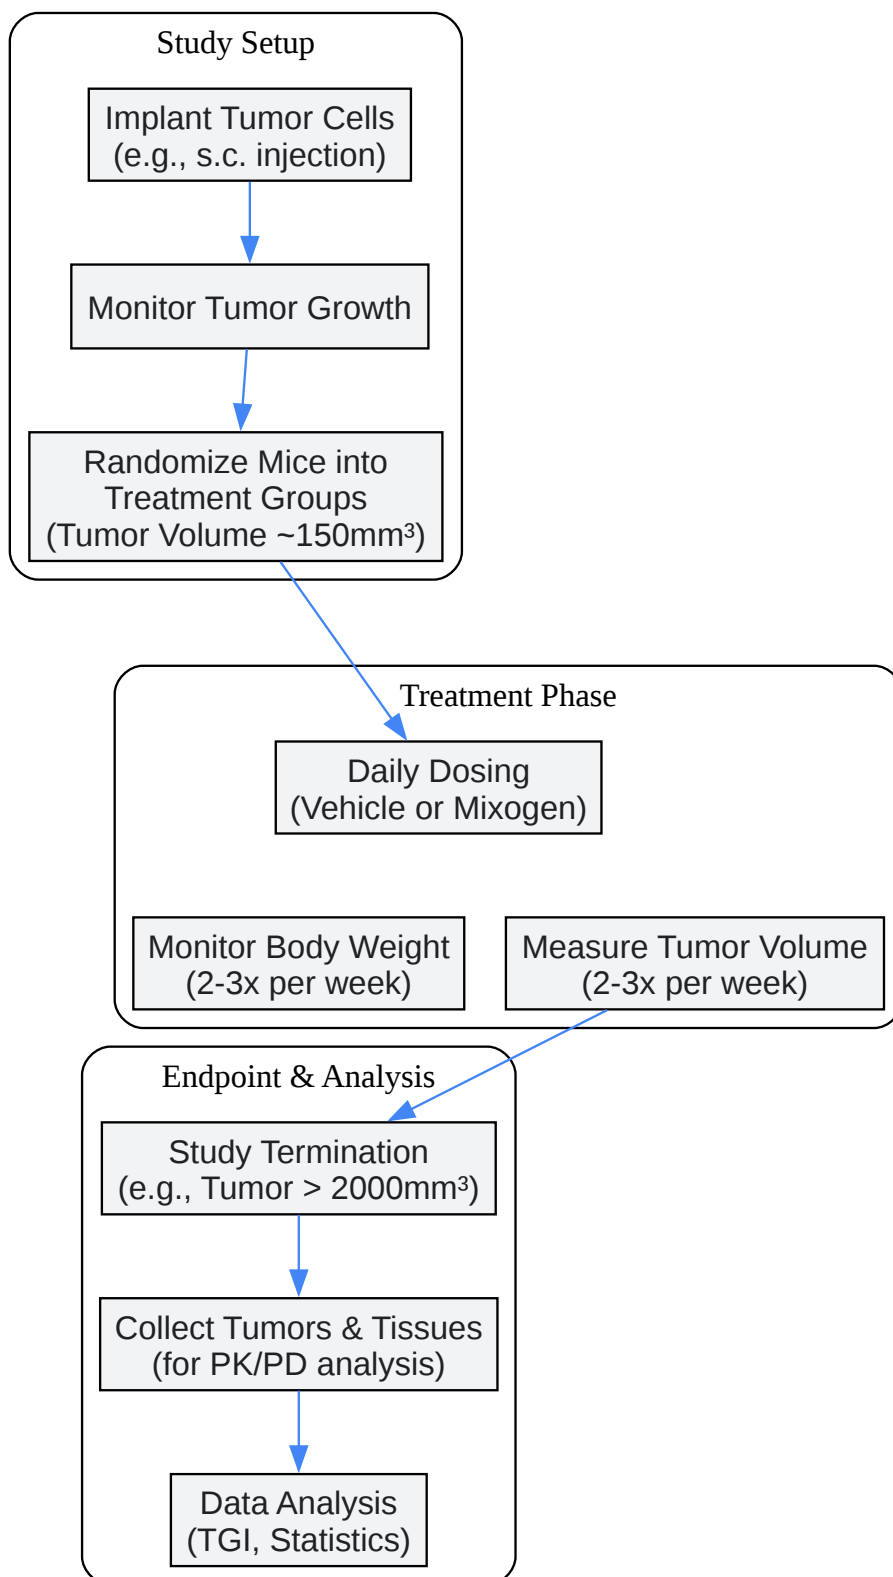 Study Setup
Implant Tumor Cells
(e.g., s.c. injection)
Monitor Tumor Growth
Randomize Mice into
Treatment Groups
(Tumor Volume ~150mm³)
Treatment Phase
Daily Dosing
(Vehicle or Mixogen)
Monitor Body Weight
(2-3x per week)
Measure Tumor Volume
(2-3x per week)
Endpoint & Analysis
Study Termination
(e.g., Tumor > 2000mm³)
Collect Tumors & Tissues
(for PK/PD analysis)
Data Analysis
(TGI, Statistics)